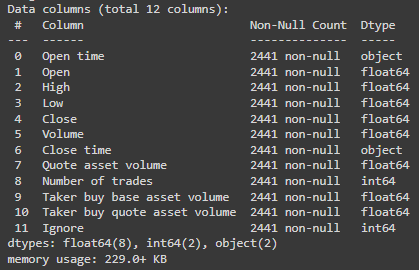 Data columns (total 12 columns):
 #   Column                        Non-Null Count  Dtype
---  ------                        --------------  -----
 0   Open time                     2441 non-null   object
 1   Open                          2441 non-null   float64
 2   High                          2441 non-null   float64
 3   Low                           2441 non-null   float64
 4   Close                         2441 non-null   float64
 5   Volume                        2441 non-null   float64
 6   Close time                    2441 non-null   object
 7   Quote asset volume            2441 non-null   float64
 8   Number of trades              2441 non-null   int64
 9   Taker buy base asset volume   2441 non-null   float64
 10  Taker buy quote asset volume  2441 non-null   float64
 11  Ignore                        2441 non-null   int64
dtypes: float64(8), int64(2), object(2)
memory usage: 229.0+ KB